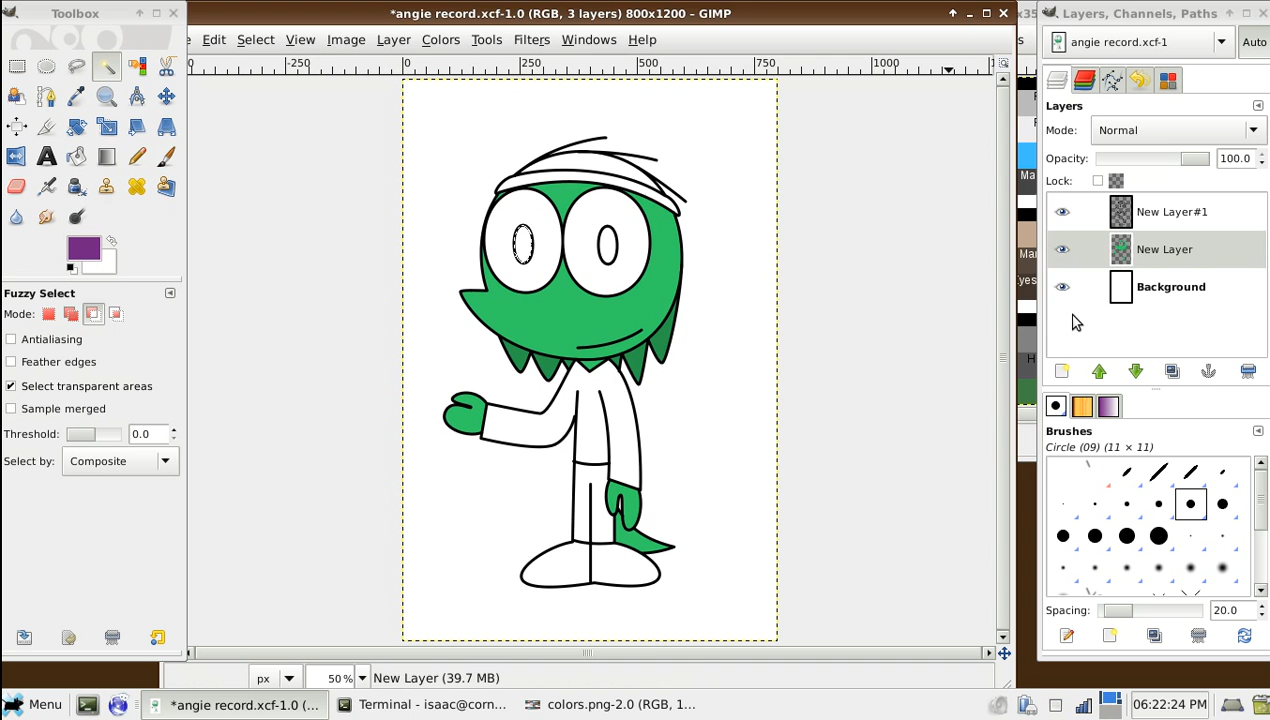 Toolbox
*angie record.xcf-1.0 (RGB, 3 layers) 800x1200 – GIMP
Layers, Channels, Paths
Edit Select View Image Layer Colors Tools Filters Windows Help
angie record.xcf-1
Auto
0 -250 0 250 500 750 1000
Layers
Mode: Normal
Opacity: 100.0
Lock:
New Layer#1
New Layer
Background
Fuzzy Select
Mode:
Antialiasing
Feather edges
Select transparent areas
Sample merged
Threshold: 0.0
Select by: Composite
Brushes
Circle (09) (11 × 11)
Spacing: 20.0
px 50% New Layer (39.7 MB)
Menu
*angie record.xcf-1.0 (...
Terminal - isaac@corn...
colors.png-2.0 (RGB, 1...
06:22:24 PM